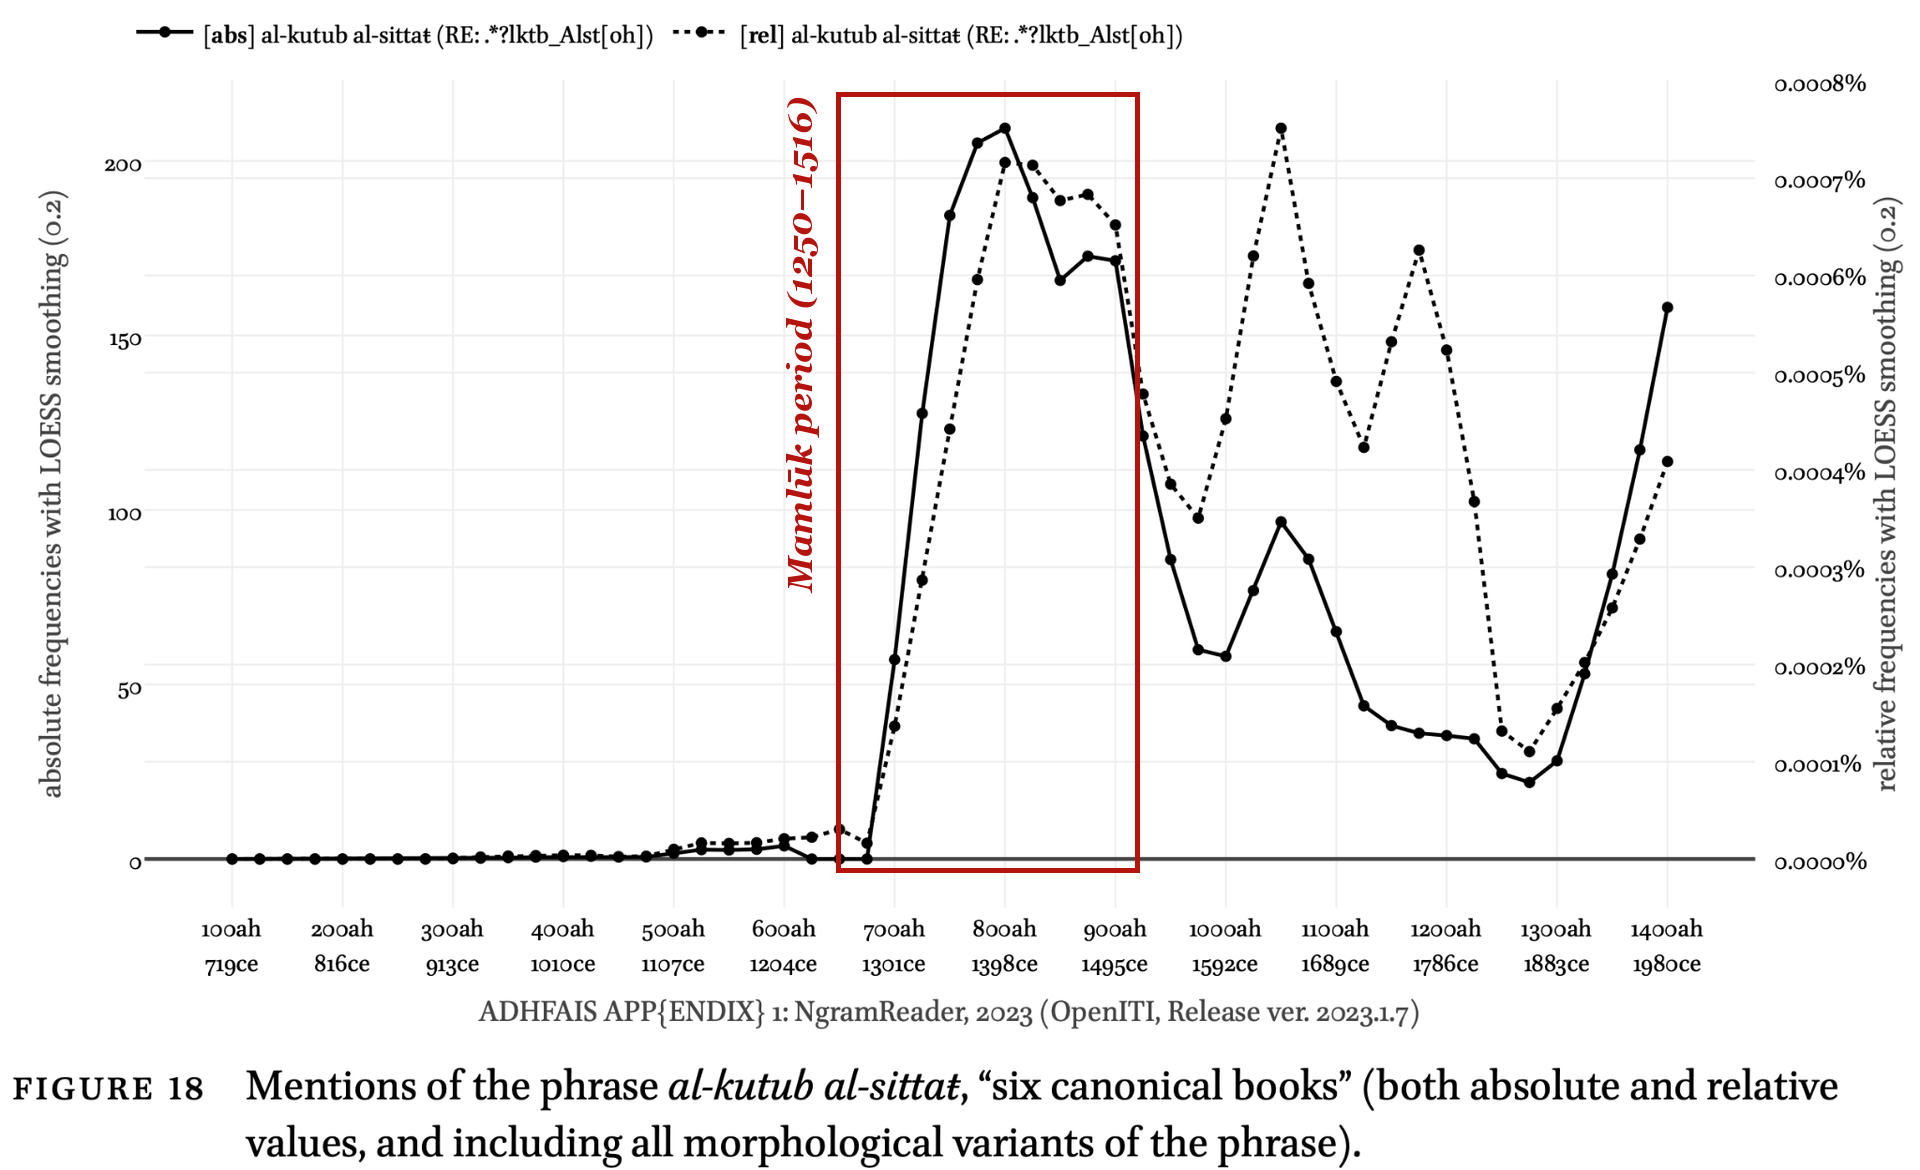 [abs] al-kutub al-sittaŧ (RE: .*?lktb_Alst[oh]) [rel] al-kutub al-sittaŧ (RE: .*?lktb_Alst[oh])
absolute frequencies with LOESS smoothing (0.2)
200
150
100
50
0
Mamlūk period (1250–1516)
0.0008%
0.0007%
0.0006%
0.0005%
0.0004%
0.0003%
0.0002%
0.0001%
0.0000%
relative frequencies with LOESS smoothing (0.2)
100ah 200ah 300ah 400ah 500ah 600ah 700ah 800ah 900ah 1000ah 1100ah 1200ah 1300ah 1400ah
719ce 816ce 913ce 1010ce 1107ce 1204ce 1301ce 1398ce 1495ce 1592ce 1689ce 1786ce 1883ce 1980ce
ADHFAIS APP{ENDIX} 1: NgramReader, 2023 (OpenITI, Release ver. 2023.1.7)
FIGURE 18 Mentions of the phrase al-kutub al-sittaŧ, “six canonical books” (both absolute and relative
values, and including all morphological variants of the phrase).